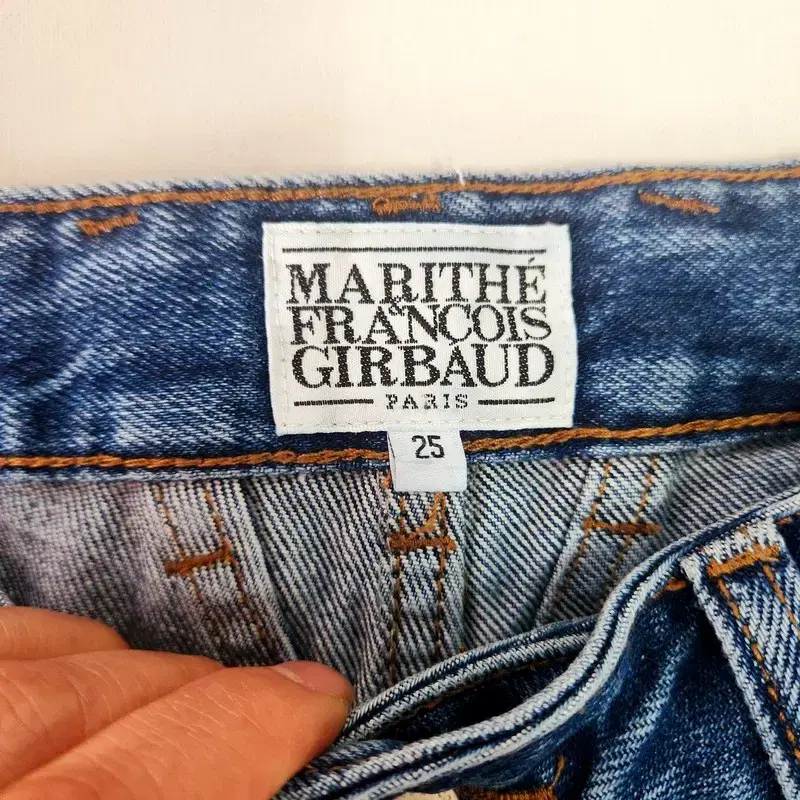 MARITHÉ
&
FRANÇOIS
GIRBAUD
PARIS
25